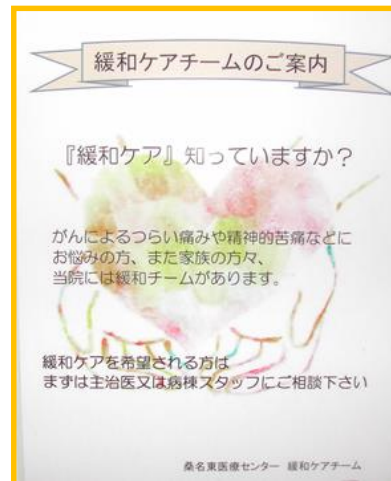 緩和ケアチームのご案内
『緩和ケア』知っていますか？
がんによるつらい痛みや精神的苦痛などに
お悩みの方、また家族の方々、
当院には緩和チームがあります。
緩和ケアを希望される方は
まずは主治医又は病棟スタッフにご相談下さい
桑名東医療センター 緩和ケアチーム